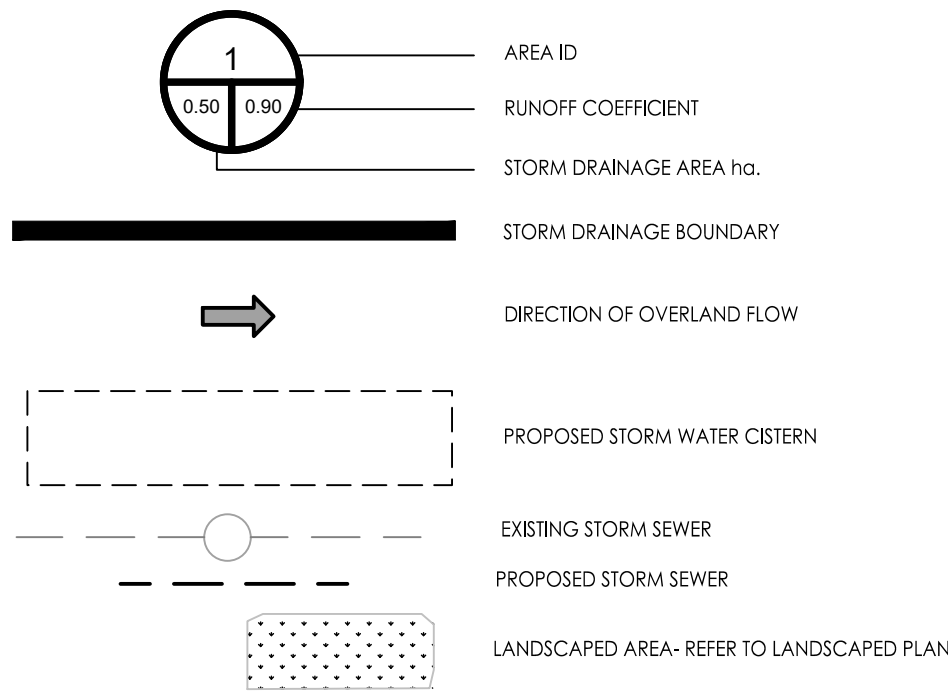 1
AREA ID
0.50 0.90
RUNOFF COEFFICIENT
STORM DRAINAGE AREA ha.
STORM DRAINAGE BOUNDARY
DIRECTION OF OVERLAND FLOW
PROPOSED STORM WATER CISTERN
EXISTING STORM SEWER
PROPOSED STORM SEWER
LANDSCAPED AREA- REFER TO LANDSCAPED PLAN